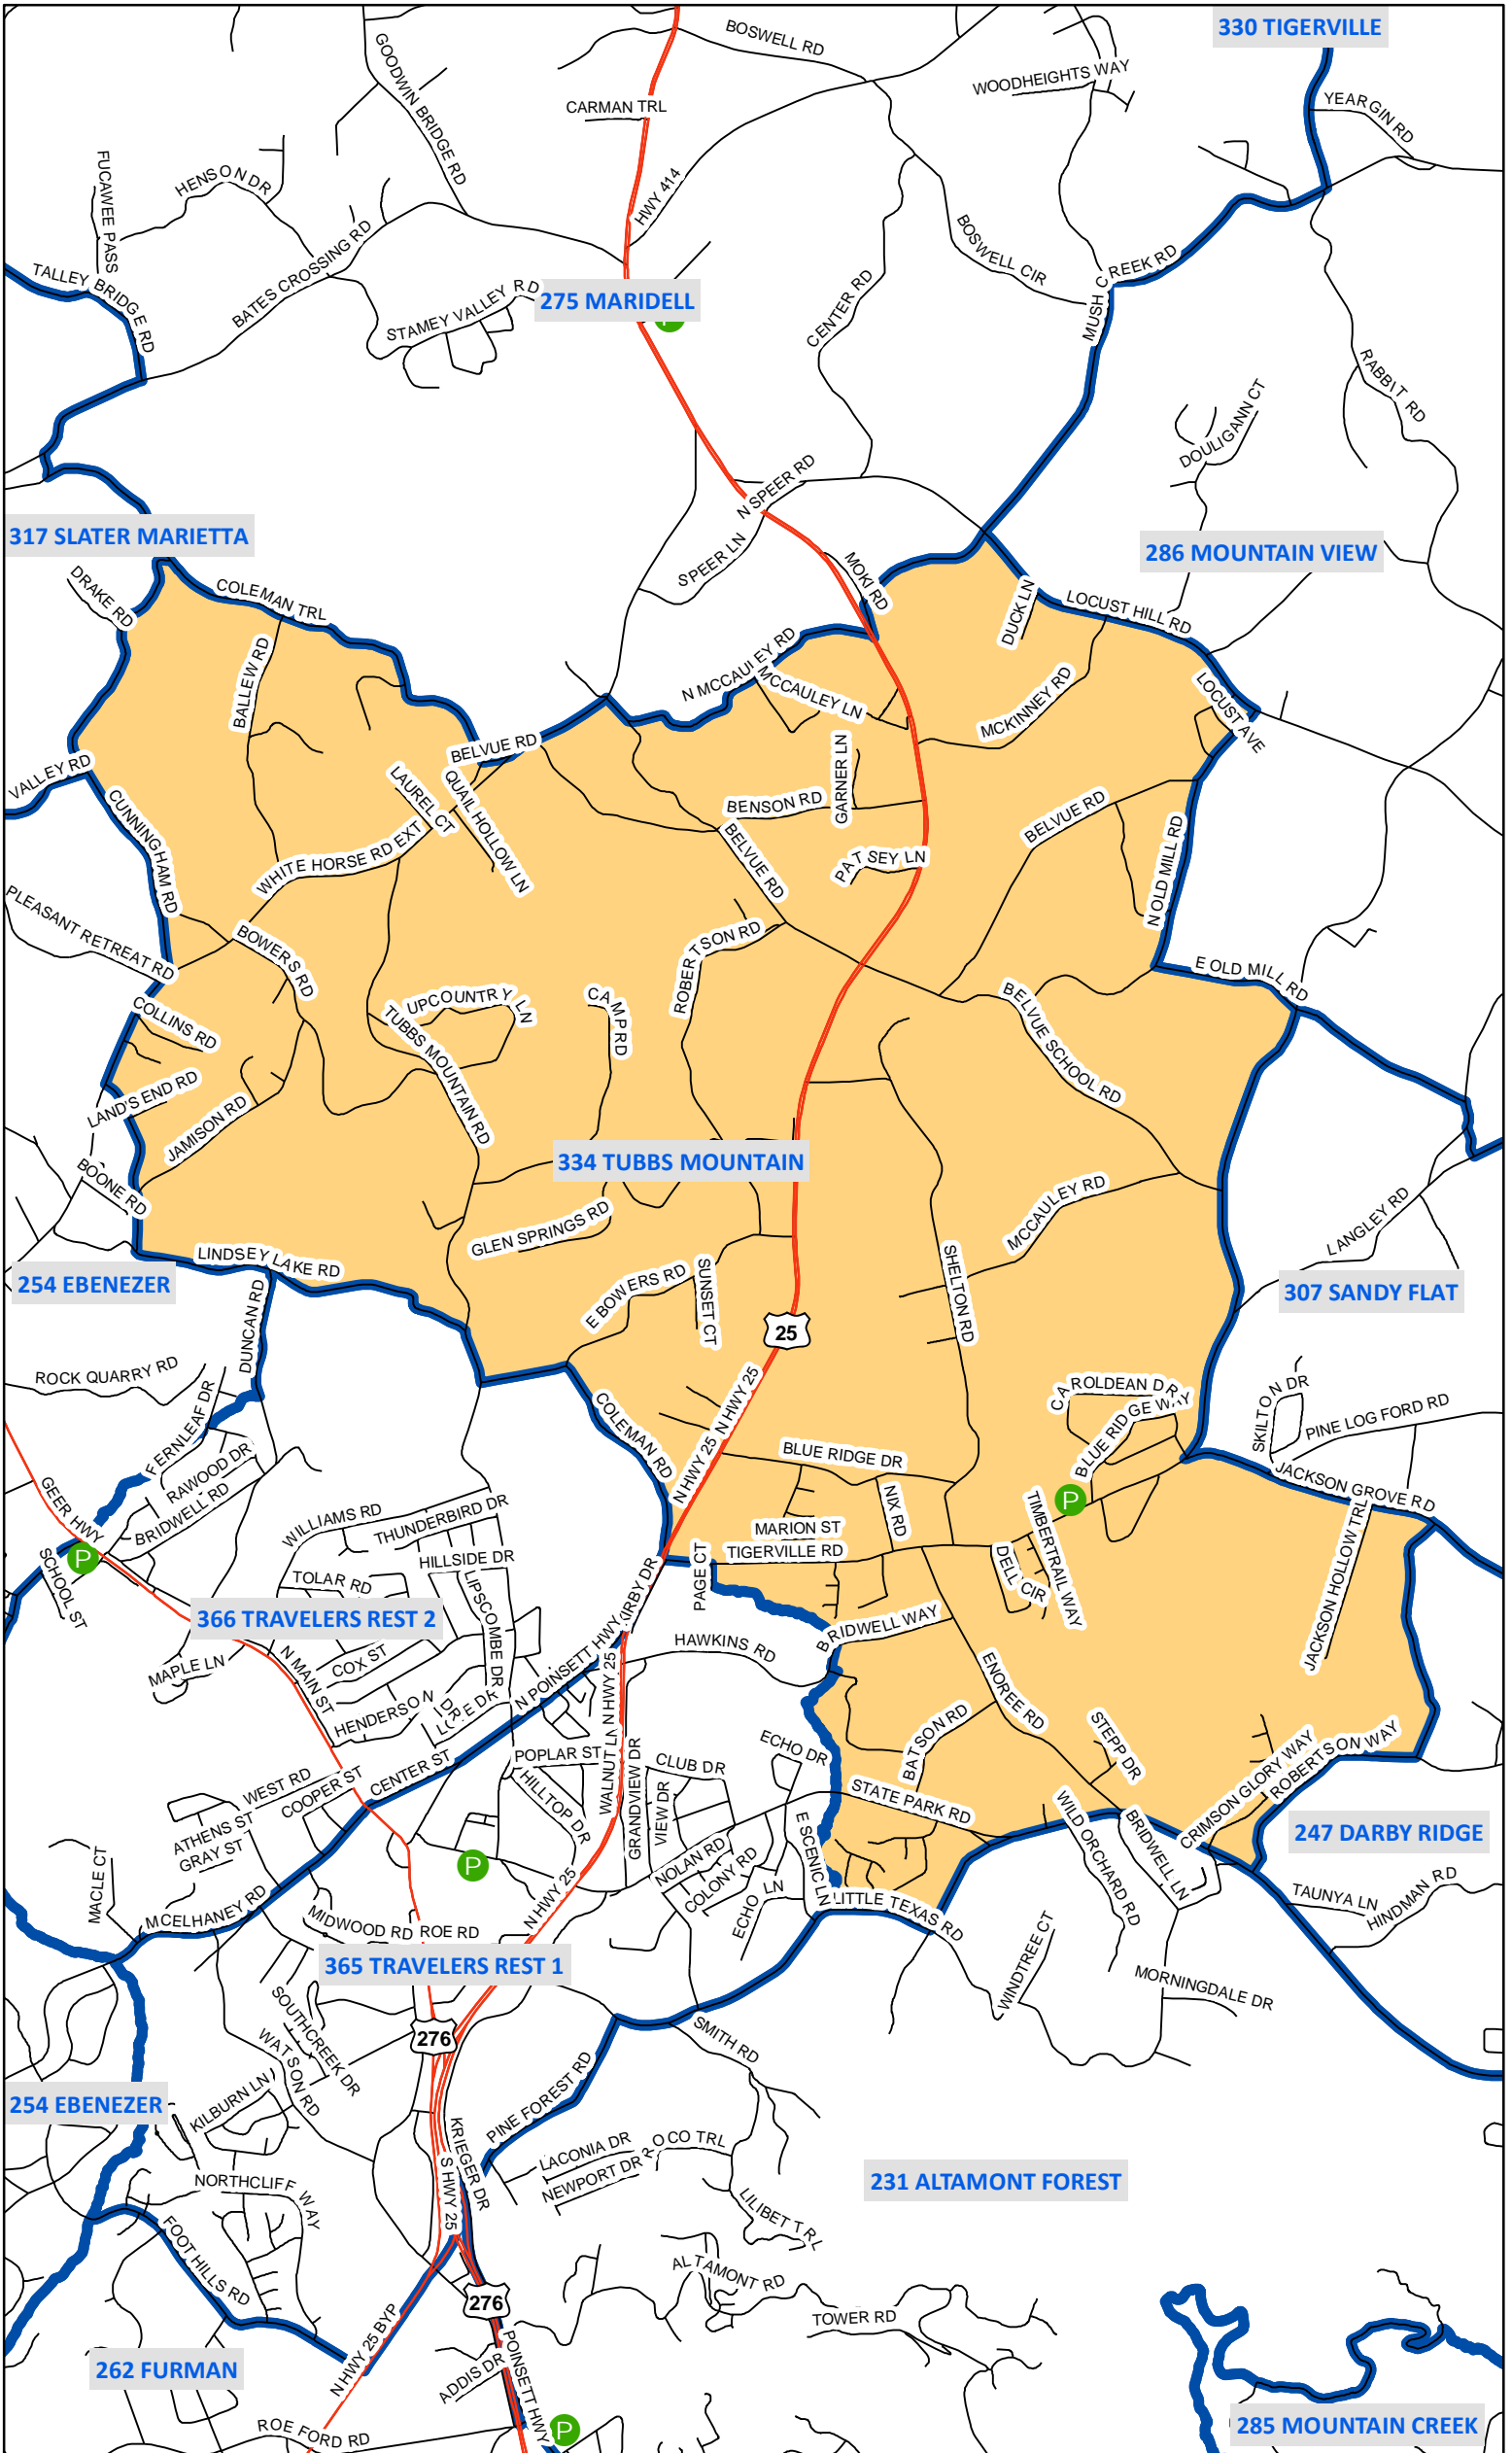 330 TIGERVILLE
BOSWELL RD
GOODWIN BRIDGE RD
WOODHEIGHTS WAY
YEARGIN RD
CARMAN TRL
FUCAWEE PASS
HENSON DR
HWY 414
BOSWELL CIR
TALLEY BRIDGE RD
BATES CROSSING RD
MUSH CREEK RD
STAMEY VALLEY RD
275 MARIDELL
CENTER RD
RABBIT RD
DOULIGANN CT
N SPEER RD
317 SLATER MARIETTA
286 MOUNTAIN VIEW
SPEER LN
MOKI RD
DRAKE RD
COLEMAN TRL
DUCK LN
LOCUST HILL RD
BALLEW RD
N MCCAULEY RD
MCCAULEY LN
MCKINNEY RD
LOCUST AVE
BELVUE RD
VALLEY RD
GARNER LN
LAUREL CT
QUAIL HOLLOW LN
BENSON RD
CUNNINGHAM RD
BELVUE RD
BELVUE RD
WHITE HORSE RD EXT
PATSEY LN
N OLD MILL RD
PLEASANT RETREAT RD
BOWERS RD
ROBERTSON RD
E OLD MILL RD
COLLINS RD
UPCOUNTRY LN
CAMP RD
BELVUE SCHOOL RD
TUBBS MOUNTAIN RD
LAND'S END RD
JAMISON RD
334 TUBBS MOUNTAIN
BOONE RD
MCCAULEY RD
GLEN SPRINGS RD
LANGLEY RD
LINDSEY LAKE RD
254 EBENEZER
SHELTON RD
307 SANDY FLAT
E BOWERS RD
SUNSET CT
DUNCAN RD
25
ROCK QUARRY RD
FERNLEAF DR
CAROLDEAN DR
SKILTON DR
COLEMAN RD
N HWY 25
BLUE RIDGE WAY
PINE LOG FORD RD
RAWOOD DR
BLUE RIDGE DR
N HWY 25
JACKSON GROVE RD
GEER HWY
BRIDWELL RD
P
WILLIAMS RD
THUNDERBIRD DR
NIX RD
TIMBERTRAIL WAY
MARION ST
TIGERVILLE RD
P
SCHOOL ST
HILLSIDE DR
PAGE CT
DELL CIR
JACKSON HOLLOW TRL
TOLAR RD
LIPSCOMBE DR
KIRBY DR
366 TRAVELERS REST 2
BRIDWELL WAY
HAWKINS RD
MAPLE LN
N MAIN ST
COX ST
N POINSETT HWY
ENOREE RD
N HWY 25
HENDERSON DR
BATSON RD
STEPP DR
ECHO DR
POPLAR ST
CLUB DR
CRIMSON GLORY WAY
ROBERTSON WAY
WEST RD
COOPER ST
CENTER ST
HILLTOP DR
WALNUT LN
GRANDVIEW DR
VIEW DR
STATE PARK RD
WILD ORCHARD RD
BRIDWELL LN
247 DARBY RIDGE
ATHENS ST
GRAY ST
E SCENIC LN
NOLAN RD
P
COLONY RD
MACLE CT
ECHO LN
LITTLE TEXAS RD
TAUNYA LN
HINDMAN RD
MCELHANEY RD
MIDWOOD RD
ROE RD
N HWY 25
365 TRAVELERS REST 1
WINDTREE CT
MORNINGDALE DR
SOUTHCREEK DR
276
SMITH RD
WATSON RD
254 EBENEZER
KILBURN LN
PINE FOREST RD
KRIEGER DR
LACONIA DR
ROCO TRL
NEWPORT DR
NORTHCLIFF WAY
S HWY 25
231 ALTAMONT FOREST
LILIBET TRL
FOOT HILLS RD
ALTAMONT RD
276
TOWER RD
N HWY 25 BYP
262 FURMAN
ADDIS DR
POINSETT HWY
P
ROE FORD RD
285 MOUNTAIN CREEK